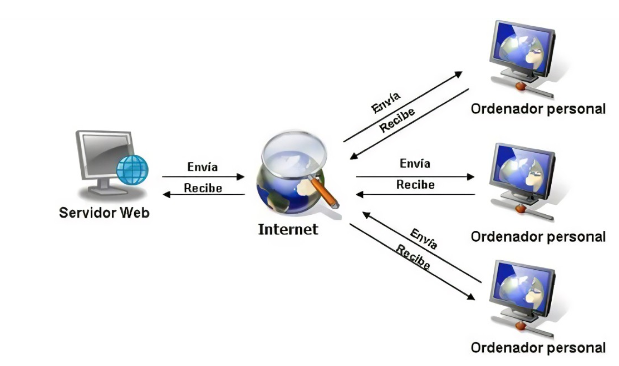 Envía
Recibe
Ordenador personal
Envía
Recibe
Servidor Web
Internet
Envía
Recibe
Ordenador personal
Envía
Recibe
Ordenador personal